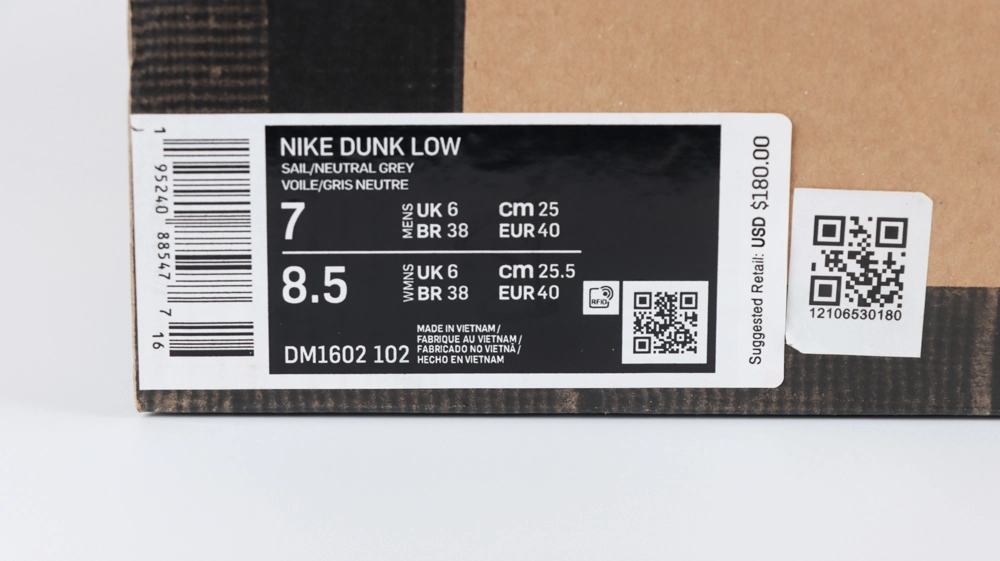 1 95240 88547 7 16
NIKE DUNK LOW
SAIL/NEUTRAL GREY
VOILE/GRIS NEUTRE
7 MENS UK 6 cm 25
BR 38 EUR 40
8.5 WMNS UK 6 cm 25.5
BR 38 EUR 40
RFID
DM1602 102
MADE IN VIETNAM /
FABRIQUE AU VIETNAM /
FABRICADO NO VIETNÃ /
HECHO EN VIETNAM
Suggested Retail: USD $180.00
12106530180